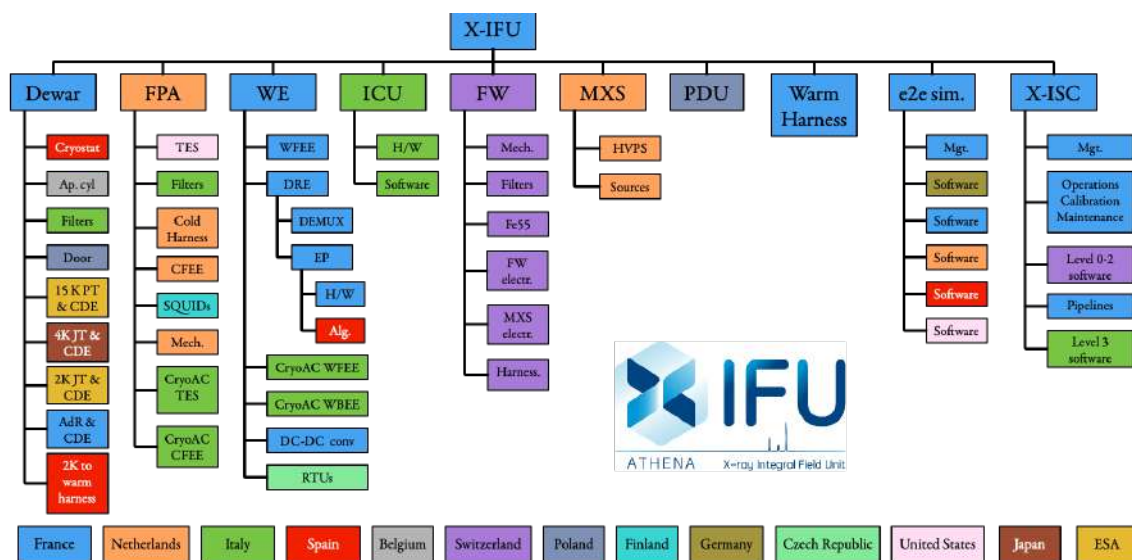 X-IFU
Dewar
FPA
WE
ICU
FW
MXS
PDU
Warm
Harness
e2e sim.
X-ISC
Cryostat
Ap. cyl
Filters
Door
15 K PT
& CDE
4K JT &
CDE
2K JT &
CDE
AdR &
CDE
2K to
warm
harness
TES
Filters
Cold
Harness
CFEE
SQUIDs
Mech.
CryoAC
TES
CryoAC
CFEE
WFEE
DRE
DEMUX
EP
H/W
Alg.
CryoAC WFEE
CryoAC WBEE
DC-DC conv
RTUs
H/W
Software
Mech.
Filters
Fe55
FW
electr.
MXS
electr.
Harness.
HVPS
Sources
Mgt.
Software
Software
Software
Software
Software
Mgt.
Operations
Calibration
Maintenance
Level 0-2
software
Pipelines
Level 3
software
X IFU
ATHENA X-ray Integral Field Unit
France Netherlands Italy Spain Belgium Switzerland Poland Finland Germany Czech Republic United States Japan ESA